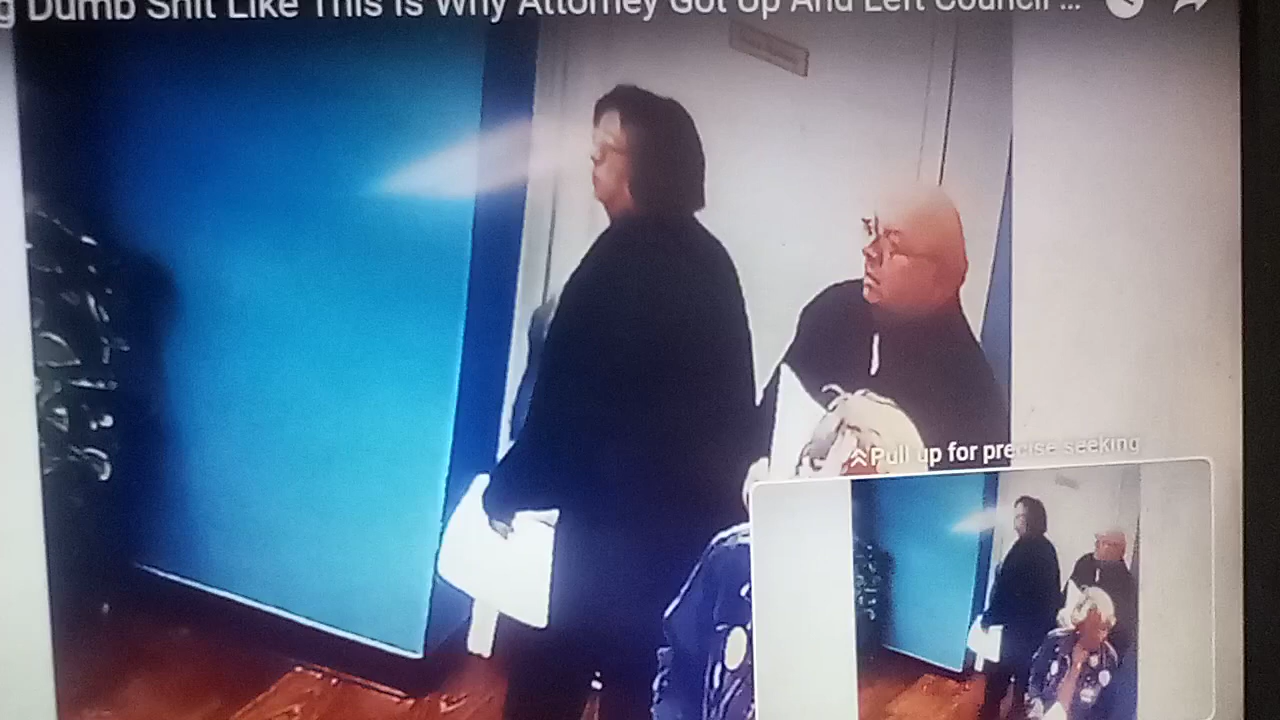 g Dumb Shit Like This Is Why Attorney Got Up And Left Council ...
Pull up for precise seeking